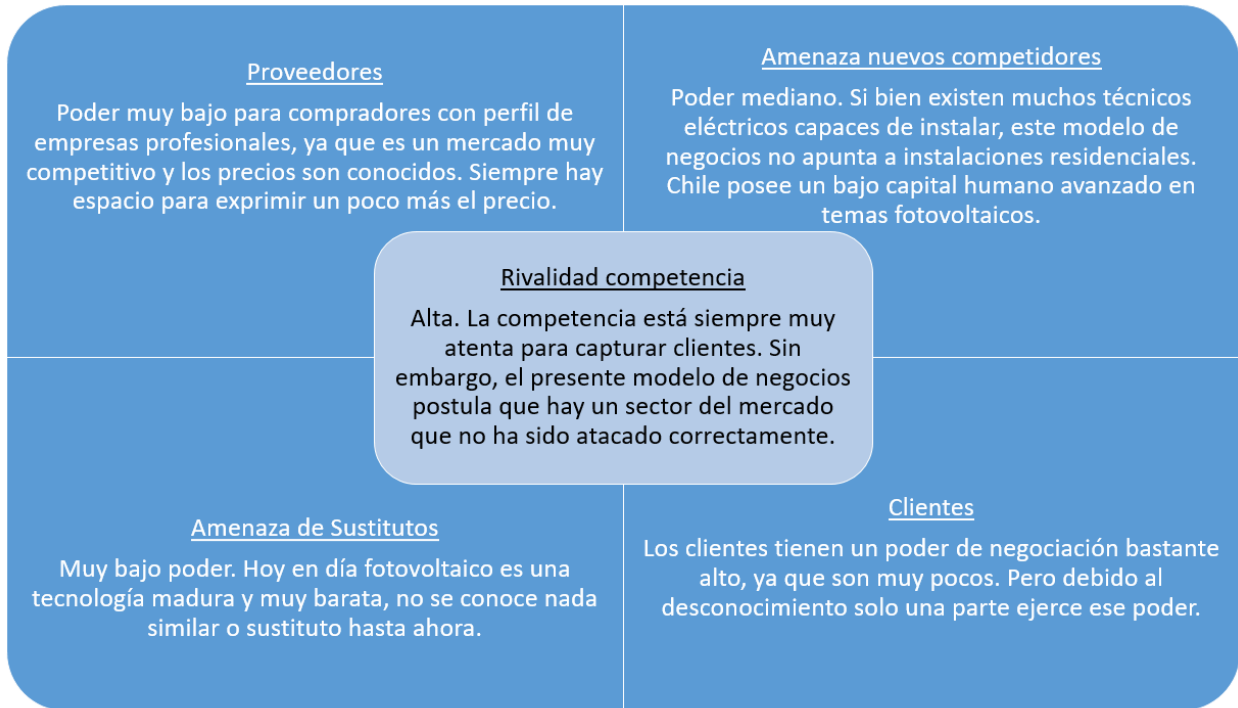 Proveedores
Poder muy bajo para compradores con perfil de
empresas profesionales, ya que es un mercado muy
competitivo y los precios son conocidos. Siempre hay
espacio para exprimir un poco más el precio.
Amenaza nuevos competidores
Poder mediano. Si bien existen muchos técnicos
eléctricos capaces de instalar, este modelo de
negocios no apunta a instalaciones residenciales.
Chile posee un bajo capital humano avanzado en
temas fotovoltaicos.
Rivalidad competencia
Alta. La competencia está siempre muy
atenta para capturar clientes. Sin
embargo, el presente modelo de negocios
postula que hay un sector del mercado
que no ha sido atacado correctamente.
Amenaza de Sustitutos
Muy bajo poder. Hoy en día fotovoltaico es una
tecnología madura y muy barata, no se conoce nada
similar o sustituto hasta ahora.
Clientes
Los clientes tienen un poder de negociación bastante
alto, ya que son muy pocos. Pero debido al
desconocimiento solo una parte ejerce ese poder.